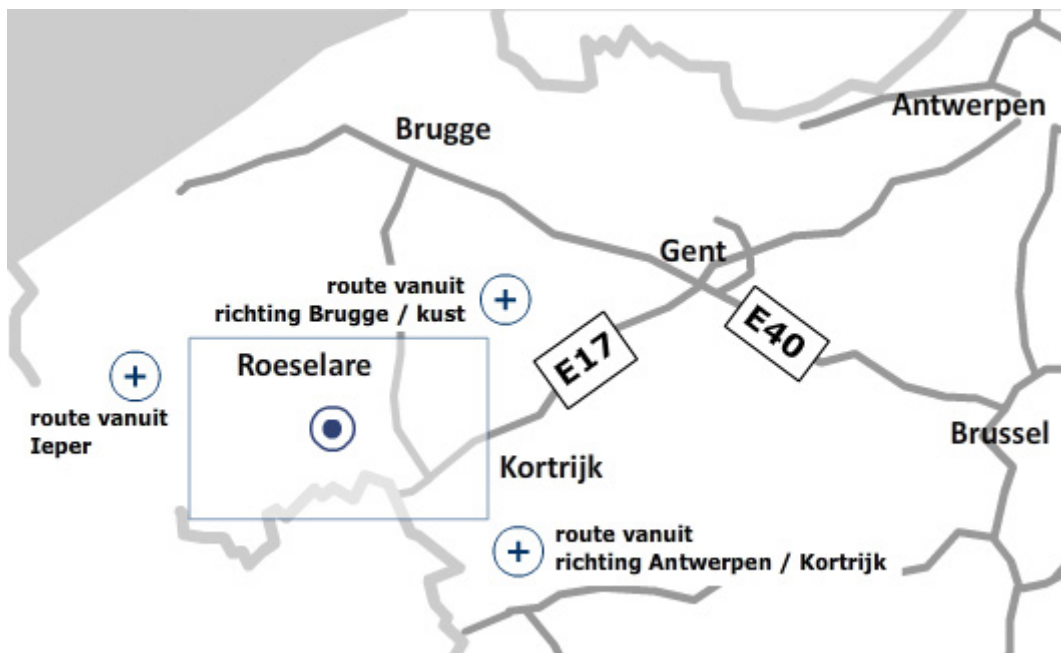 Antwerpen
Brugge
Gent
route vanuit
richting Brugge / kust
E17
E40
Roeselare
route vanuit
Ieper
Brussel
Kortrijk
route vanuit
richting Antwerpen / Kortrijk